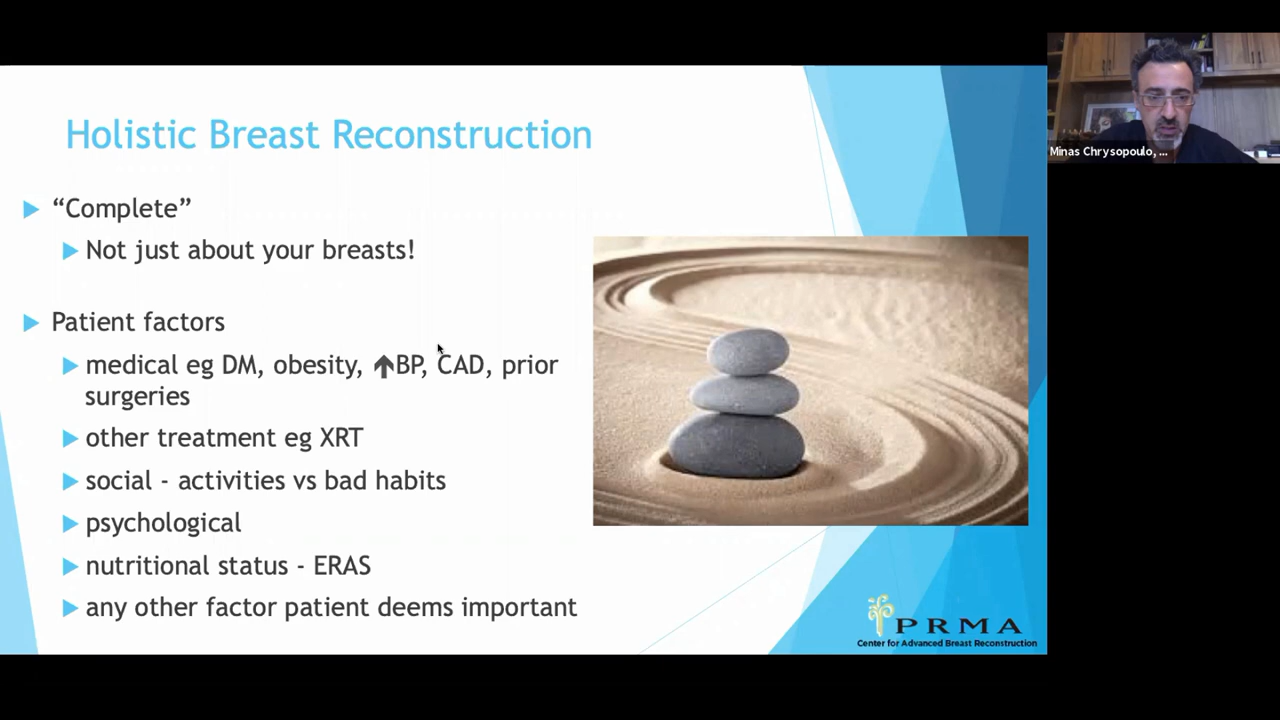 Holistic Breast Reconstruction
“Complete”
Not just about your breasts!
Patient factors
medical eg DM, obesity, ↑BP, CAD, prior
surgeries
other treatment eg XRT
social - activities vs bad habits
psychological
nutritional status - ERAS
any other factor patient deems important
PRMA
Center for Advanced Breast Reconstruction
Minas Chrysopoulo, ...